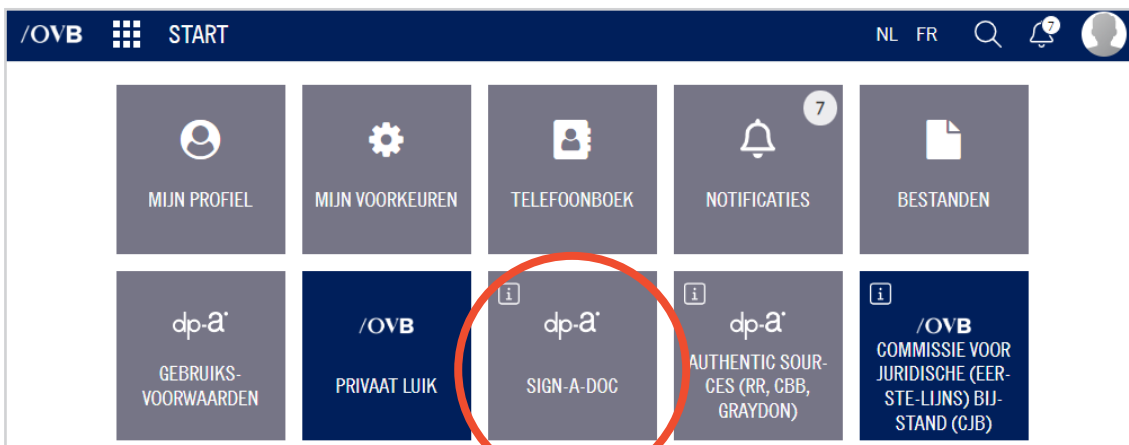 /OVB START NL FR 7
7
MIJN PROFIEL MIJN VOORKEUREN TELEFOONBOEK NOTIFICATIES BESTANDEN
i i i
dp-a /OVB dp-a dp-a /OVB
GEBRUIKS-
VOORWAARDEN
PRIVAAT LUIK
SIGN-A-DOC
AUTHENTIC SOUR-
CES (RR, CBB,
GRAYDON)
COMMISSIE VOOR
JURIDISCHE (EER-
STE-LIJNS) BIJ-
STAND (CJB)